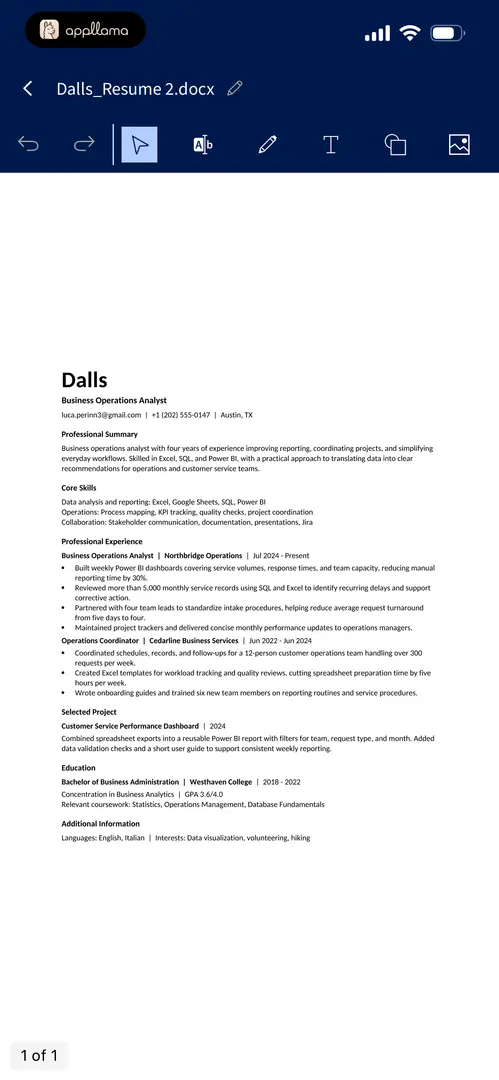 appllama
Dalls_Resume 2.docx
Ab
T
Dalls
Business Operations Analyst
luca.perinn3@gmail.com | +1 (202) 555-0147 | Austin, TX
Professional Summary
Business operations analyst with four years of experience improving reporting, coordinating projects, and simplifying
everyday workflows. Skilled in Excel, SQL, and Power BI, with a practical approach to translating data into clear
recommendations for operations and customer service teams.
Core Skills
Data analysis and reporting: Excel, Google Sheets, SQL, Power BI
Operations: Process mapping, KPI tracking, quality checks, project coordination
Collaboration: Stakeholder communication, documentation, presentations, Jira
Professional Experience
Business Operations Analyst | Northbridge Operations | Jul 2024 - Present
• Built weekly Power BI dashboards covering service volumes, response times, and team capacity, reducing manual
reporting time by 30%.
• Reviewed more than 5,000 monthly service records using SQL and Excel to identify recurring delays and support
corrective action.
• Partnered with four team leads to standardize intake procedures, helping reduce average request turnaround
from five days to four.
• Maintained project trackers and delivered concise monthly performance updates to operations managers.
Operations Coordinator | Cedarline Business Services | Jun 2022 - Jun 2024
• Coordinated schedules, records, and follow-ups for a 12-person customer operations team handling over 300
requests per week.
• Created Excel templates for workload tracking and quality reviews, cutting spreadsheet preparation time by five
hours per week.
• Wrote onboarding guides and trained six new team members on reporting routines and service procedures.
Selected Project
Customer Service Performance Dashboard | 2024
Combined spreadsheet exports into a reusable Power BI report with filters for team, request type, and month. Added
data validation checks and a short user guide to support consistent weekly reporting.
Education
Bachelor of Business Administration | Westhaven College | 2018 - 2022
Concentration in Business Analytics | GPA 3.6/4.0
Relevant coursework: Statistics, Operations Management, Database Fundamentals
Additional Information
Languages: English, Italian | Interests: Data visualization, volunteering, hiking
1 of 1